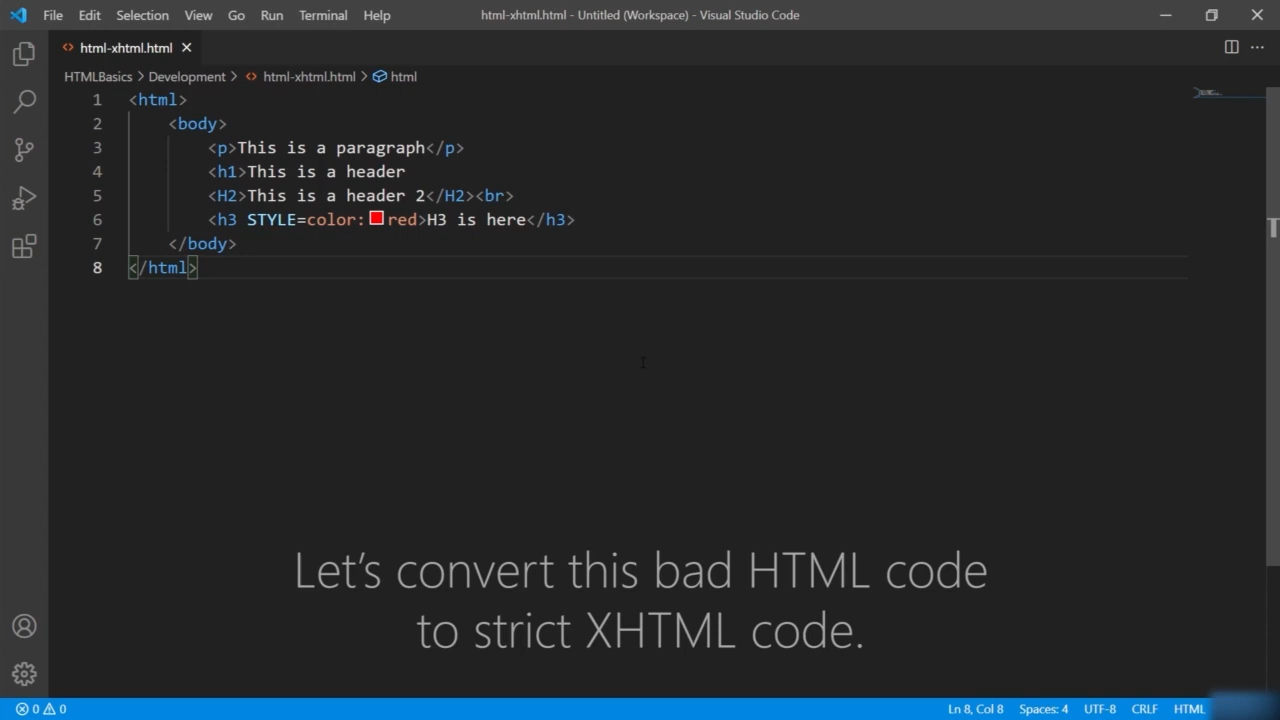 File Edit Selection View Go Run Terminal Help html-xhtml.html - Untitled (Workspace) - Visual Studio Code
html-xhtml.html
HTMLBasics > Development > html-xhtml.html > html
1 <html>
2 <body>
3 <p>This is a paragraph</p>
4 <h1>This is a header
5 <H2>This is a header 2</H2><br>
6 <h3 STYLE=color:red>H3 is here</h3>
7 </body>
8 </html>
Let's convert this bad HTML code
to strict XHTML code.
0 0 Ln 8, Col 8 Spaces: 4 UTF-8 CRLF HTML